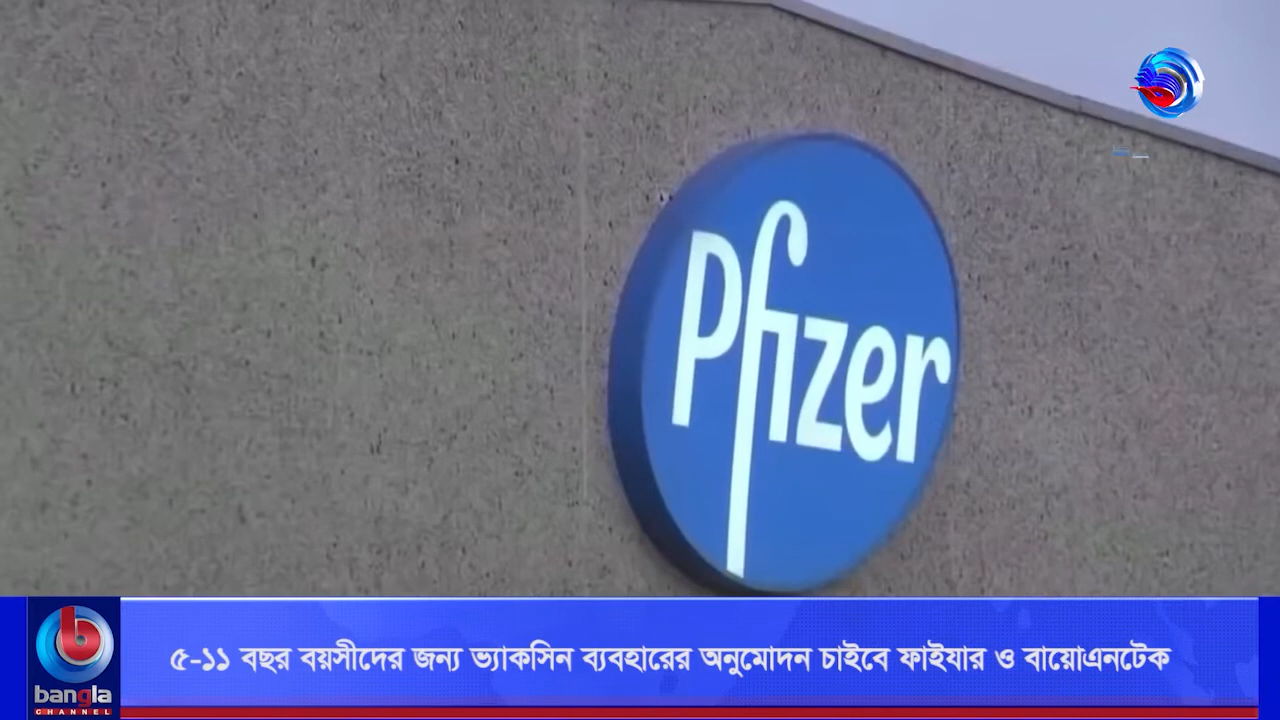 Pfizer
৫-১১ বছর বয়সীদের জন্য ভ্যাকসিন ব্যবহারের অনুমোদন চাইবে ফাইযার ও বায়োএনটেক
b
bangla
CHANNEL